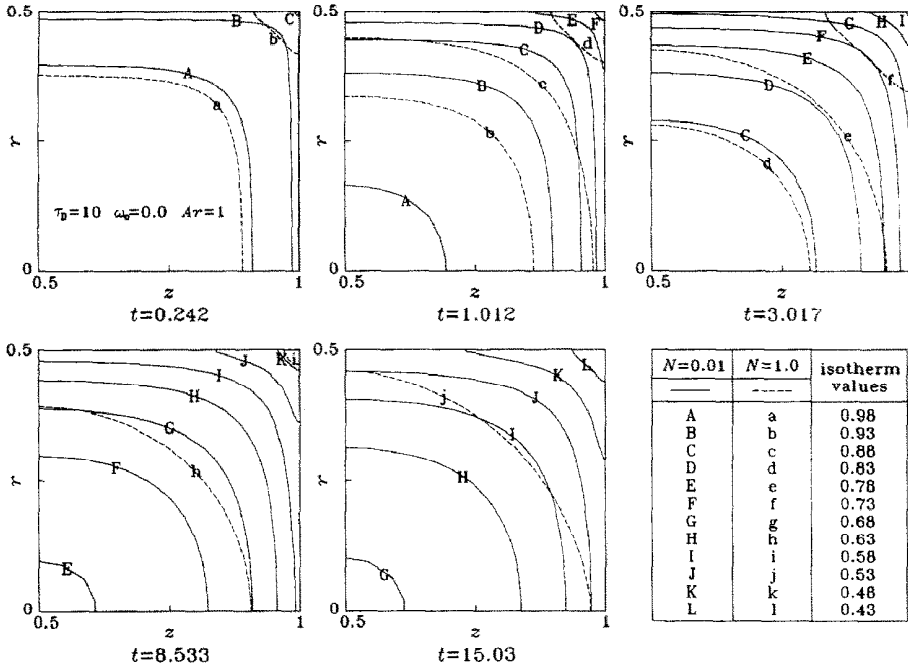 0.5
B
C
b
A
a
r
τD=10 ω0=0.0 Ar=1
0
0.5
z
1
t=0.242
0.5
E
F
D
d
C
c
D
b
A
r
0
0.5
z
1
t=1.012
0.5
G
H
I
F
E
f
D
e
C
d
r
0
0.5
z
1
t=3.017
0.5
J
K
i
I
H
G
F
h
E
r
0
0.5
z
1
t=8.533
0.5
L
K
j
J
i
H
G
r
0
0.5
z
1
t=15.03
N=0.01 N=1.0 isotherm values
A a 0.98
B b 0.93
C c 0.88
D d 0.83
E e 0.78
F f 0.73
G g 0.68
H h 0.63
I i 0.58
J j 0.53
K k 0.48
L l 0.43